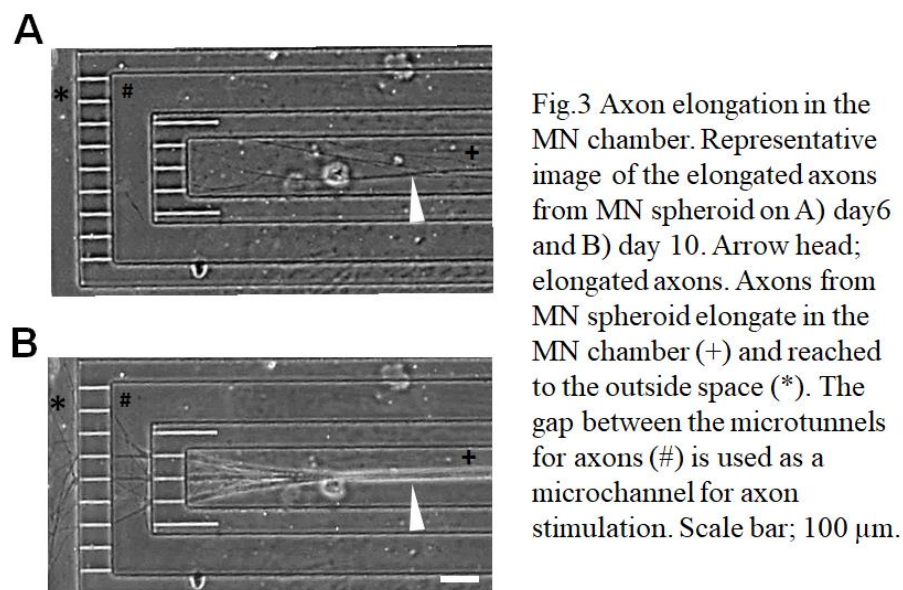 A
*
#
+
B
*
#
+
Fig.3 Axon elongation in the
MN chamber. Representative
image of the elongated axons
from MN spheroid on A) day6
and B) day 10. Arrow head;
elongated axons. Axons from
MN spheroid elongate in the
MN chamber (+) and reached
to the outside space (*). The
gap between the microtunnels
for axons (#) is used as a
microchannel for axon
stimulation. Scale bar; 100 µm.